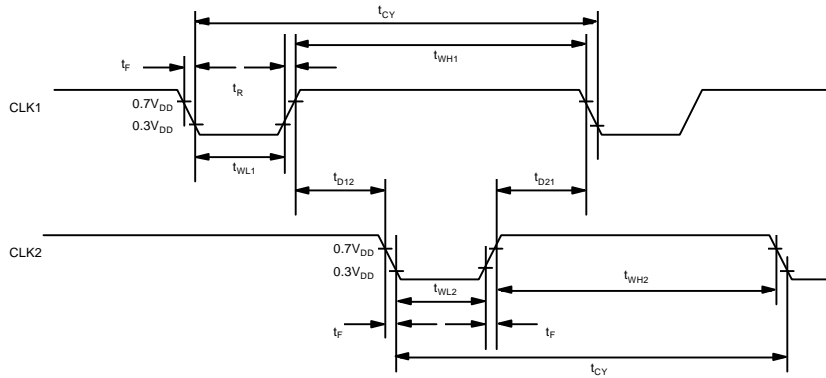 tCY
tF
tWH1
tR
CLK1
0.7VDD
0.3VDD
tWL1
tD12
tD21
CLK2
0.7VDD
0.3VDD
tWL2
tWH2
tF
tF
tCY